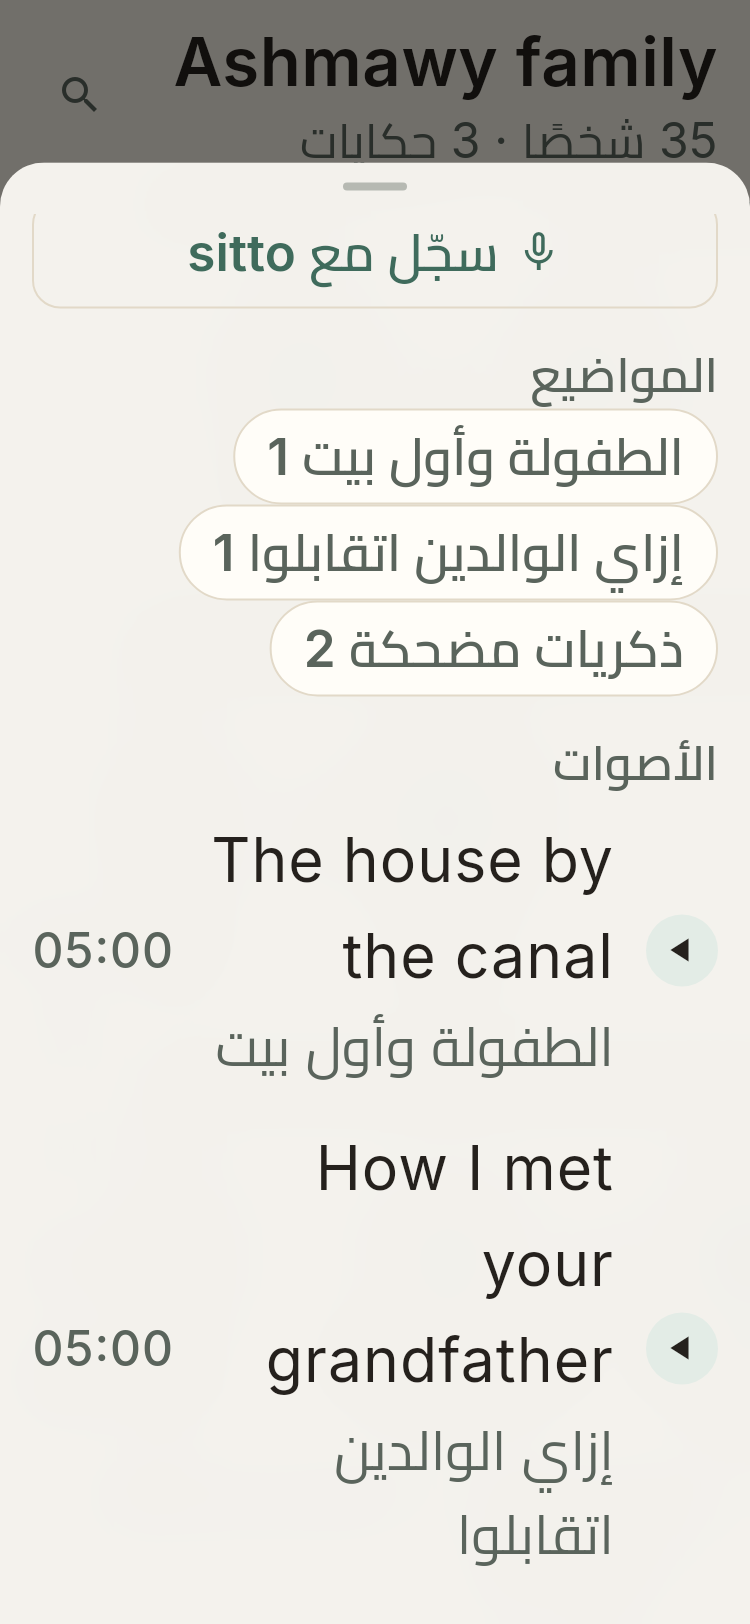 Ashmawy family
35 شخصًا · 3 حكايات
سجّل مع sitto
المواضيع
الطفولة وأول بيت 1
إزاي الوالدين اتقابلوا 1
ذكريات مضحكة 2
الأصوات
The house by
the canal
05:00
الطفولة وأول بيت
How I met
your
grandfather
05:00
إزاي الوالدين
اتقابلوا